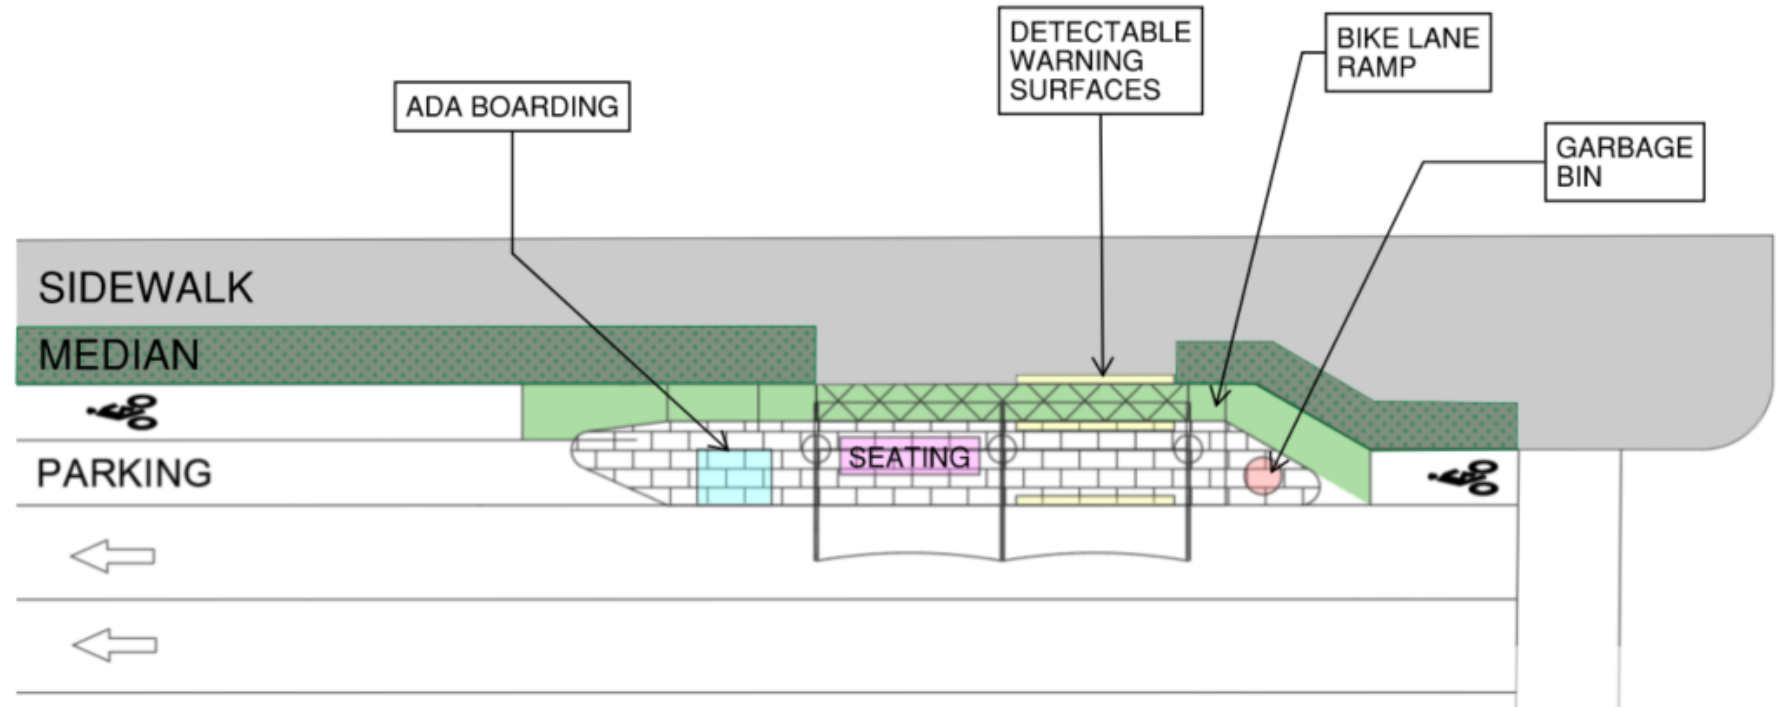 DETECTABLE
WARNING
SURFACES
BIKE LANE
RAMP
ADA BOARDING
GARBAGE
BIN
SIDEWALK
MEDIAN
PARKING
SEATING